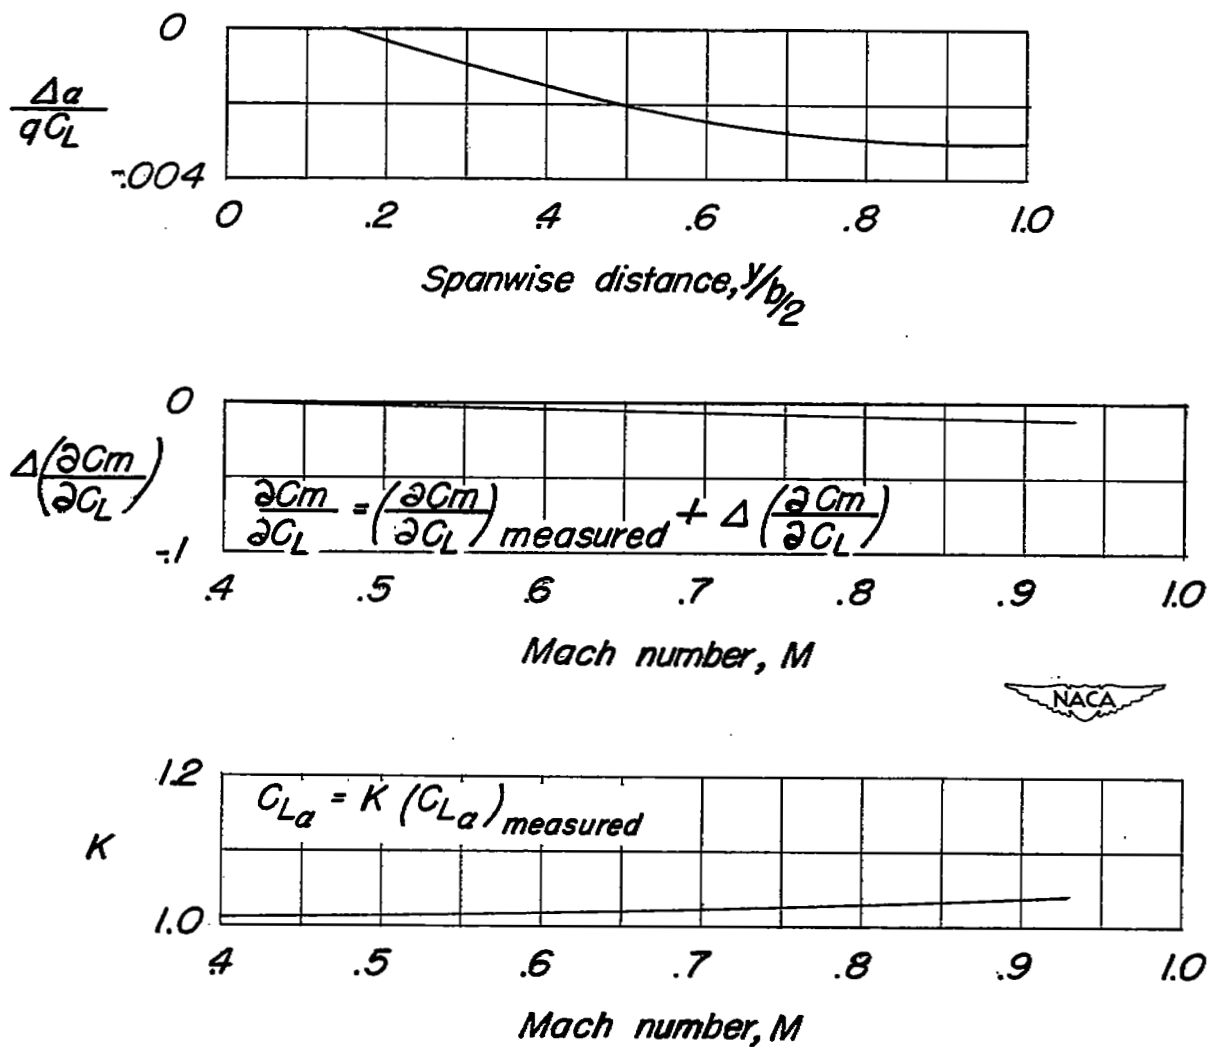 0
Δα/qC_L
-.004
0 .2 .4 .6 .8 1.0
Spanwise distance, y/b/2
0
Δ(∂Cm/∂C_L)
∂Cm/∂C_L = (∂Cm/∂C_L)measured + Δ(∂Cm/∂C_L)
-.1
.4 .5 .6 .7 .8 .9 1.0
Mach number, M
NACA
1.2
C_Lα = K (C_Lα)measured
K
1.0
.4 .5 .6 .7 .8 .9 1.0
Mach number, M